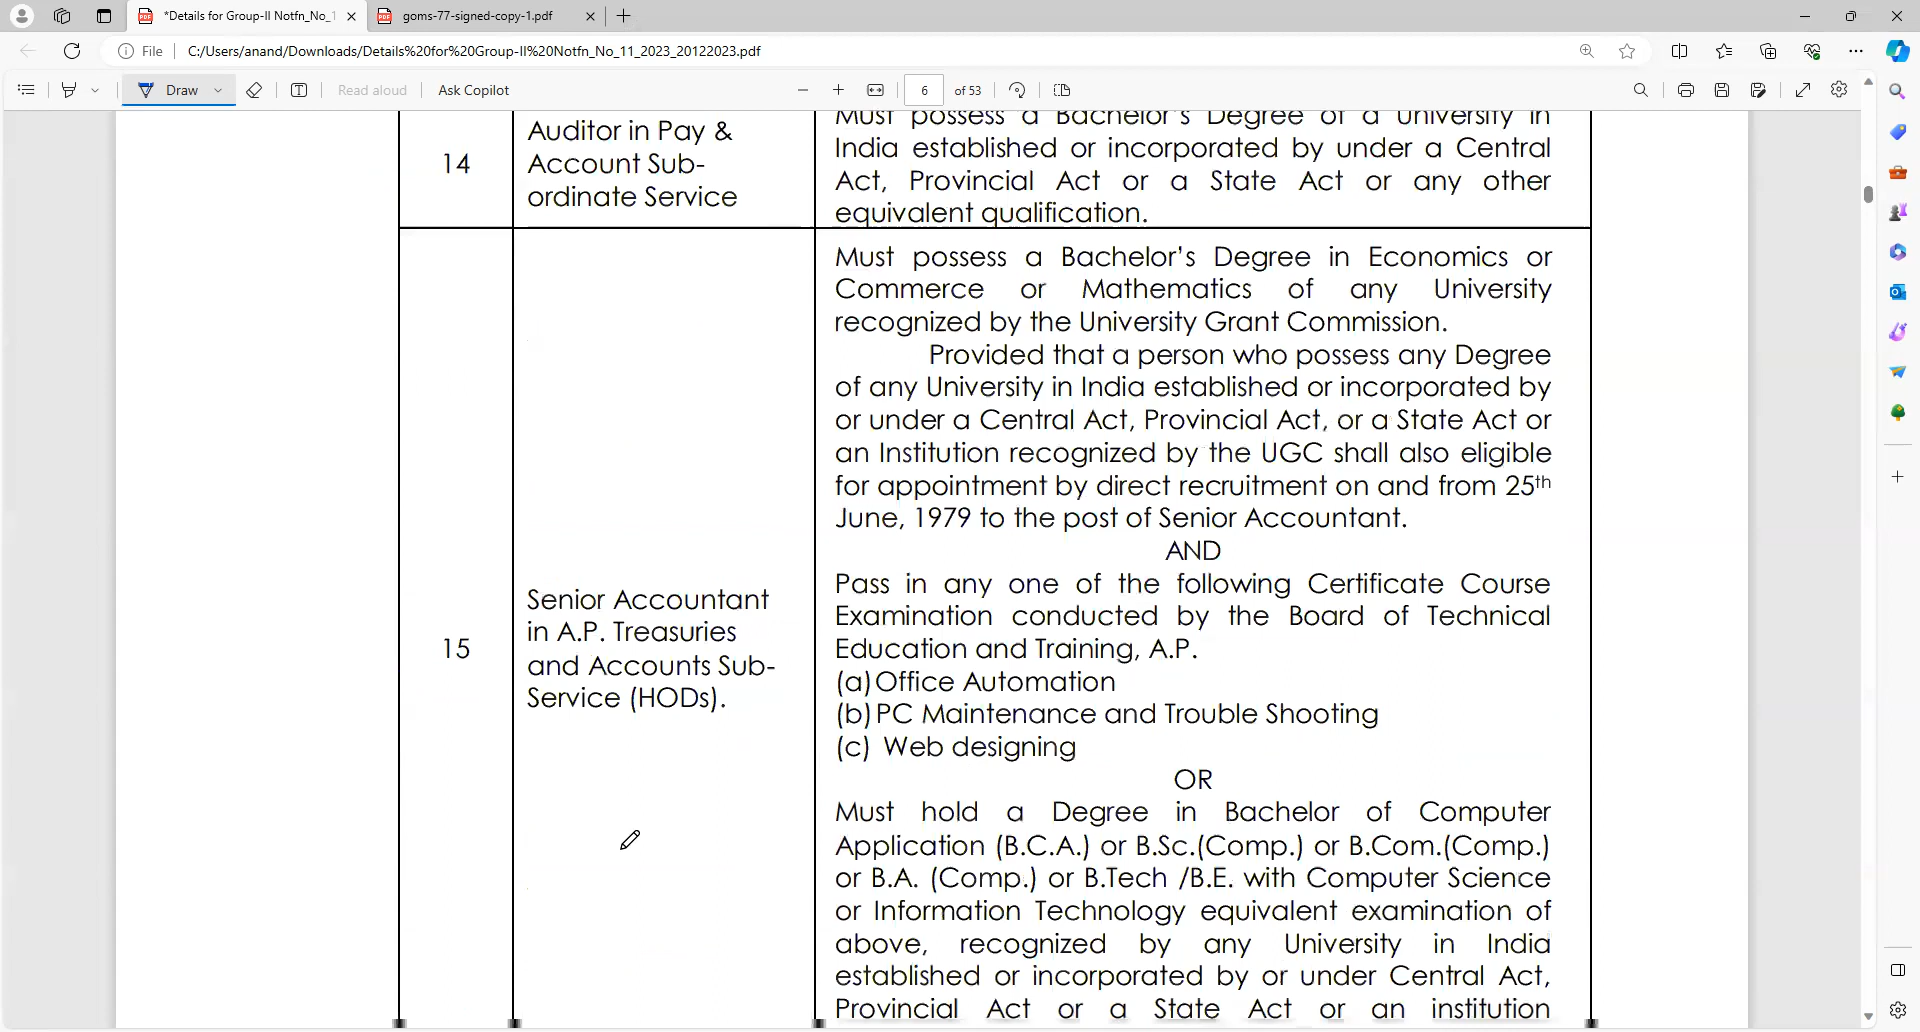 *Details for Group-II Notfn_No_1
goms-77-signed-copy-1.pdf
File
C:/Users/anand/Downloads/Details%20for%20Group-II%20Notfn_No_11_2023_20122023.pdf
Draw
Read aloud
Ask Copilot
6
of 53
14
Auditor in Pay &
Account Sub-
ordinate Service
Must possess a Bachelor's Degree of a University in
India established or incorporated by under a Central
Act, Provincial Act or a State Act or any other
equivalent qualification.
15
Senior Accountant
in A.P. Treasuries
and Accounts Sub-
Service (HODs).
Must possess a Bachelor's Degree in Economics or
Commerce or Mathematics of any University
recognized by the University Grant Commission.
Provided that a person who possess any Degree
of any University in India established or incorporated by
or under a Central Act, Provincial Act, or a State Act or
an Institution recognized by the UGC shall also eligible
for appointment by direct recruitment on and from 25th
June, 1979 to the post of Senior Accountant.
AND
Pass in any one of the following Certificate Course
Examination conducted by the Board of Technical
Education and Training, A.P.
(a) Office Automation
(b) PC Maintenance and Trouble Shooting
(c) Web designing
OR
Must hold a Degree in Bachelor of Computer
Application (B.C.A.) or B.Sc.(Comp.) or B.Com.(Comp.)
or B.A. (Comp.) or B.Tech /B.E. with Computer Science
or Information Technology equivalent examination of
above, recognized by any University in India
established or incorporated by or under Central Act,
Provincial Act or a State Act or an institution